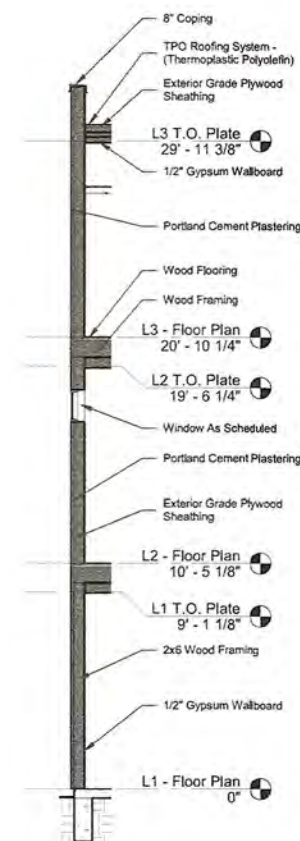 8" Coping
TPO Roofing System -
(Thermoplastic Polyolefin)
Exterior Grade Plywood
Sheathing
L3 T.O. Plate
29' - 11 3/8"
1/2" Gypsum Wallboard
Portland Cement Plastering
Wood Flooring
Wood Framing
L3 - Floor Plan
20' - 10 1/4"
L2 T.O. Plate
19' - 6 1/4"
Window As Scheduled
Portland Cement Plastering
Exterior Grade Plywood
Sheathing
L2 - Floor Plan
10' - 5 1/8"
L1 T.O. Plate
9' - 1 1/8"
2x6 Wood Framing
1/2" Gypsum Wallboard
L1 - Floor Plan
0"